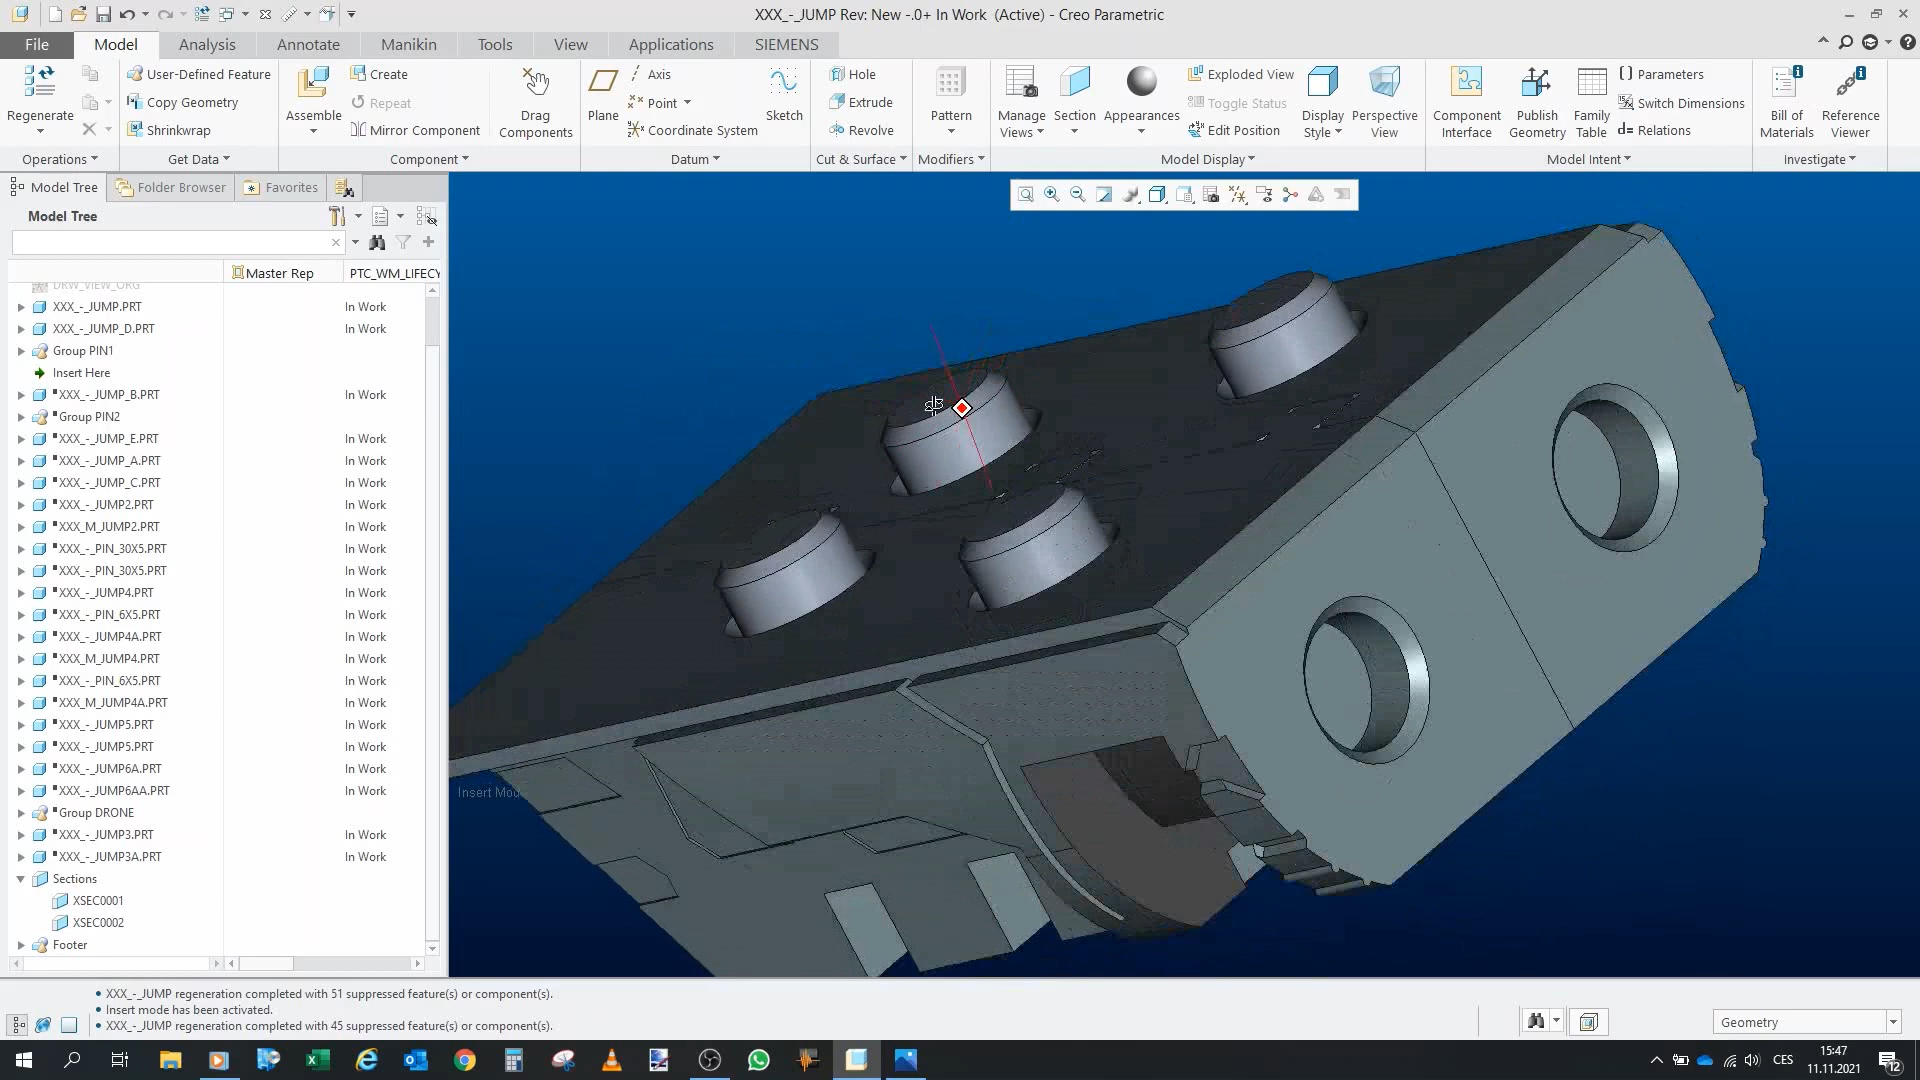 XXX_-_JUMP Rev: New -.0+ In Work (Active) - Creo Parametric
File Model Analysis Annotate Manikin Tools View Applications SIEMENS
Regenerate
User-Defined Feature
Copy Geometry
Shrinkwrap
Assemble
Create
Repeat
Mirror Component
Drag Components
Plane
Axis
Point
Coordinate System
Sketch
Hole
Extrude
Revolve
Pattern
Manage Views
Section
Appearances
Exploded View
Toggle Status
Edit Position
Display Style
Perspective View
Component Interface
Publish Geometry
Family Table
Parameters
Switch Dimensions
Relations
Bill of Materials
Reference Viewer
Operations Get Data Component Datum Cut & Surface Modifiers Model Display Model Intent Investigate
Model Tree Folder Browser Favorites
Model Tree
Master Rep PTC_WM_LIFECY
DRW_VIEW_ORG
XXX_-_JUMP.PRT In Work
XXX_-_JUMP_D.PRT In Work
Group PIN1
Insert Here
XXX_-_JUMP_B.PRT In Work
Group PIN2
XXX_-_JUMP_E.PRT In Work
XXX_-_JUMP_A.PRT In Work
XXX_-_JUMP_C.PRT In Work
XXX_-_JUMP2.PRT In Work
XXX_M_JUMP2.PRT In Work
XXX_-_PIN_30X5.PRT In Work
XXX_-_PIN_30X5.PRT In Work
XXX_-_JUMP4.PRT In Work
XXX_-_PIN_6X5.PRT In Work
XXX_-_JUMP4A.PRT In Work
XXX_M_JUMP4.PRT In Work
XXX_-_PIN_6X5.PRT In Work
XXX_M_JUMP4A.PRT In Work
XXX_-_JUMP5.PRT In Work
XXX_-_JUMP5.PRT In Work
XXX_-_JUMP6A.PRT In Work
XXX_-_JUMP6AA.PRT In Work
Group DRONE
XXX_-_JUMP3.PRT In Work
XXX_-_JUMP3A.PRT In Work
Sections
XSEC0001
XSEC0002
Footer
Insert Mod
• XXX_-_JUMP regeneration completed with 51 suppressed feature(s) or component(s).
• Insert mode has been activated.
• XXX_-_JUMP regeneration completed with 45 suppressed feature(s) or component(s).
Geometry
CES
15:47
11.11.2021
12